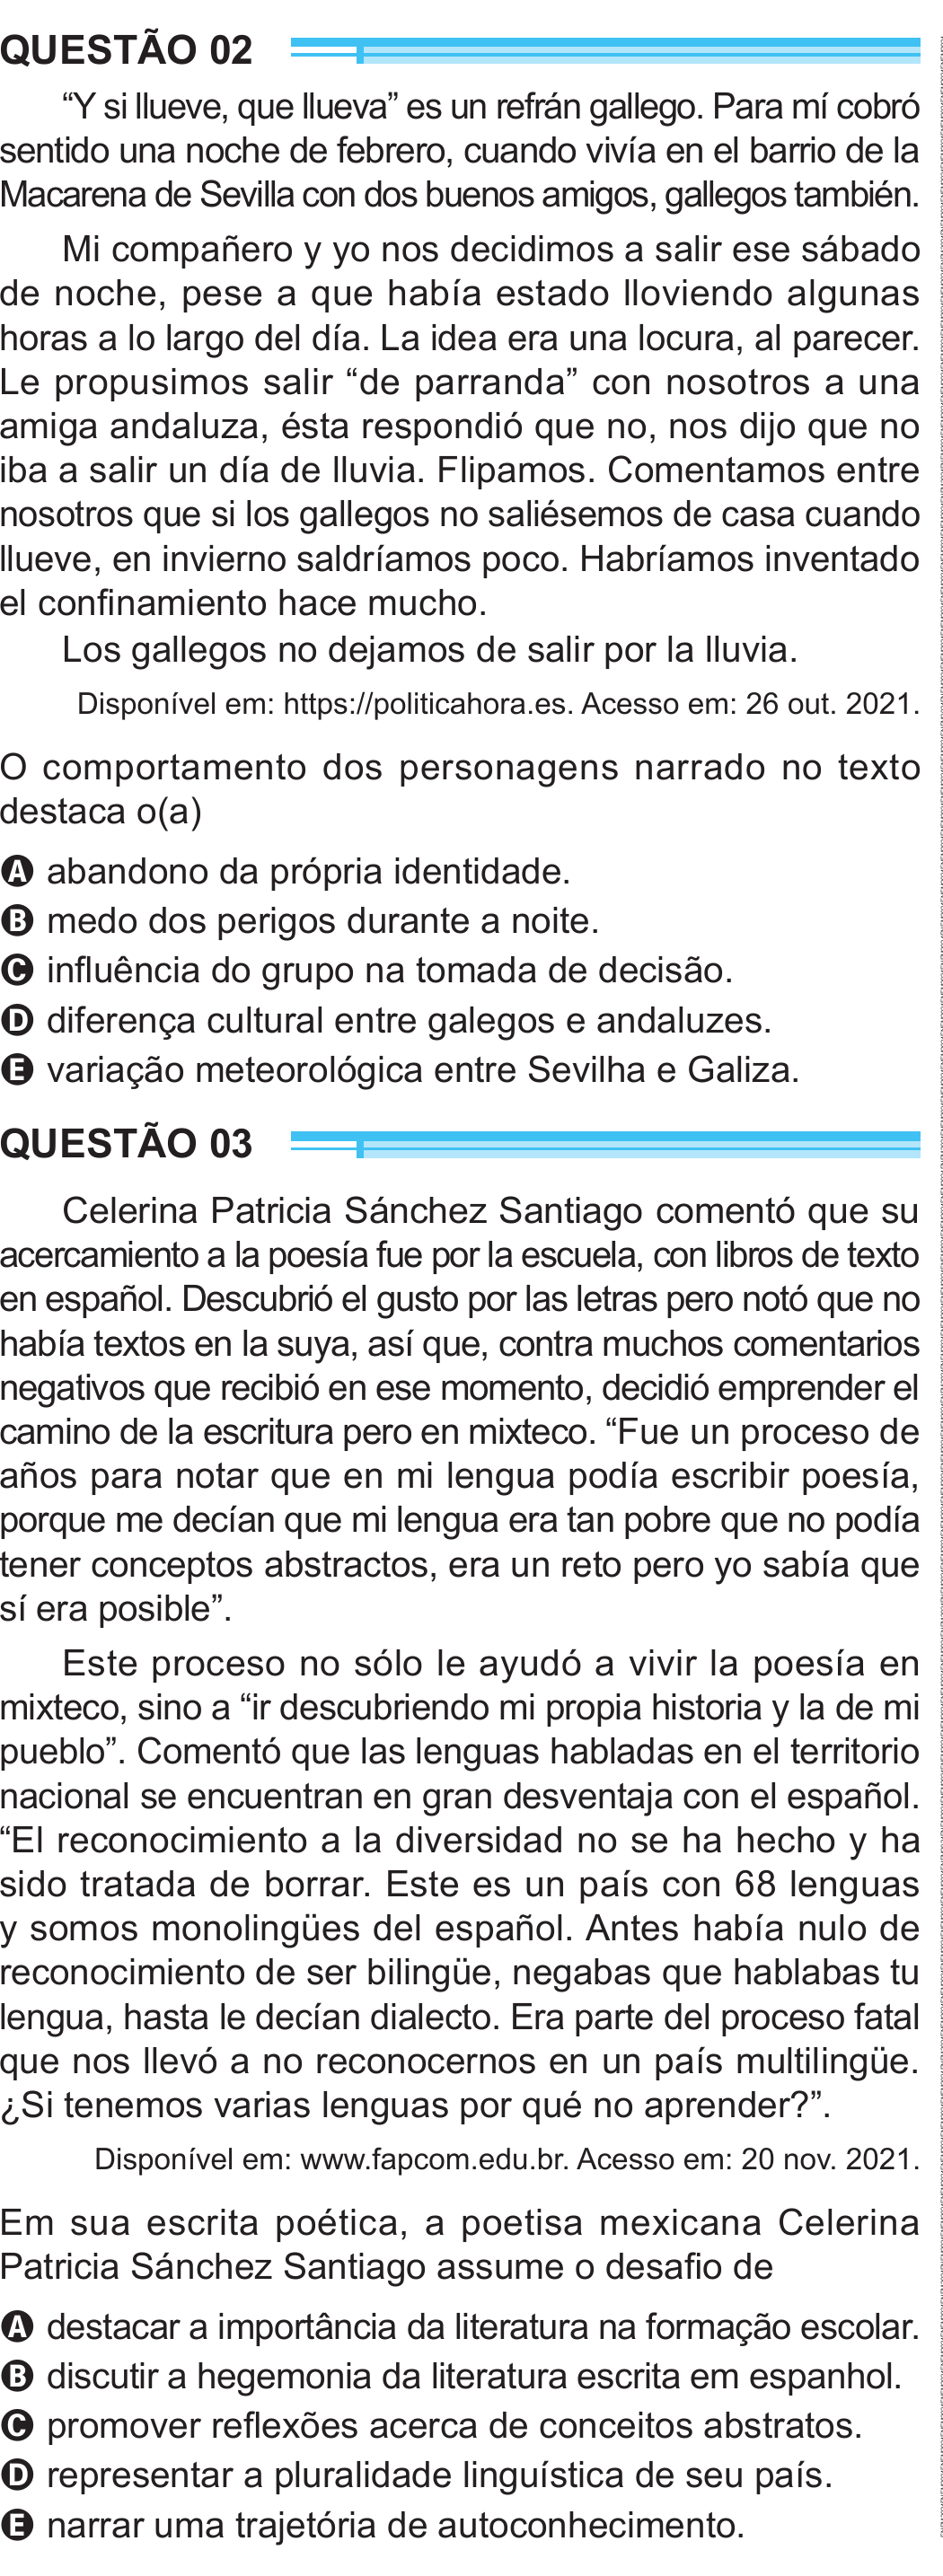 QUESTÃO 02
“Y si llueve, que llueva” es un refrán gallego. Para mí cobró
sentido una noche de febrero, cuando vivía en el barrio de la
Macarena de Sevilla con dos buenos amigos, gallegos también.
Mi compañero y yo nos decidimos a salir ese sábado
de noche, pese a que había estado lloviendo algunas
horas a lo largo del día. La idea era una locura, al parecer.
Le propusimos salir “de parranda” con nosotros a una
amiga andaluza, ésta respondió que no, nos dijo que no
iba a salir un día de lluvia. Flipamos. Comentamos entre
nosotros que si los gallegos no saliésemos de casa cuando
llueve, en invierno saldríamos poco. Habríamos inventado
el confinamiento hace mucho.
Los gallegos no dejamos de salir por la lluvia.
Disponível em: https://politicahora.es. Acesso em: 26 out. 2021.
O comportamento dos personagens narrado no texto
destaca o(a)
A abandono da própria identidade.
B medo dos perigos durante a noite.
C influência do grupo na tomada de decisão.
D diferença cultural entre galegos e andaluzes.
E variação meteorológica entre Sevilha e Galiza.
QUESTÃO 03
Celerina Patricia Sánchez Santiago comentó que su
acercamiento a la poesía fue por la escuela, con libros de texto
en español. Descubrió el gusto por las letras pero notó que no
había textos en la suya, así que, contra muchos comentarios
negativos que recibió en ese momento, decidió emprender el
camino de la escritura pero en mixteco. “Fue un proceso de
años para notar que en mi lengua podía escribir poesía,
porque me decían que mi lengua era tan pobre que no podía
tener conceptos abstractos, era un reto pero yo sabía que
sí era posible”.
Este proceso no sólo le ayudó a vivir la poesía en
mixteco, sino a “ir descubriendo mi propia historia y la de mi
pueblo”. Comentó que las lenguas habladas en el territorio
nacional se encuentran en gran desventaja con el español.
“El reconocimiento a la diversidad no se ha hecho y ha
sido tratada de borrar. Este es un país con 68 lenguas
y somos monolingües del español. Antes había nulo de
reconocimiento de ser bilingüe, negabas que hablabas tu
lengua, hasta le decían dialecto. Era parte del proceso fatal
que nos llevó a no reconocernos en un país multilingüe.
¿Si tenemos varias lenguas por qué no aprender?”.
Disponível em: www.fapcom.edu.br. Acesso em: 20 nov. 2021.
Em sua escrita poética, a poetisa mexicana Celerina
Patricia Sánchez Santiago assume o desafio de
A destacar a importância da literatura na formação escolar.
B discutir a hegemonia da literatura escrita em espanhol.
C promover reflexões acerca de conceitos abstratos.
D representar a pluralidade linguística de seu país.
E narrar uma trajetória de autoconhecimento.